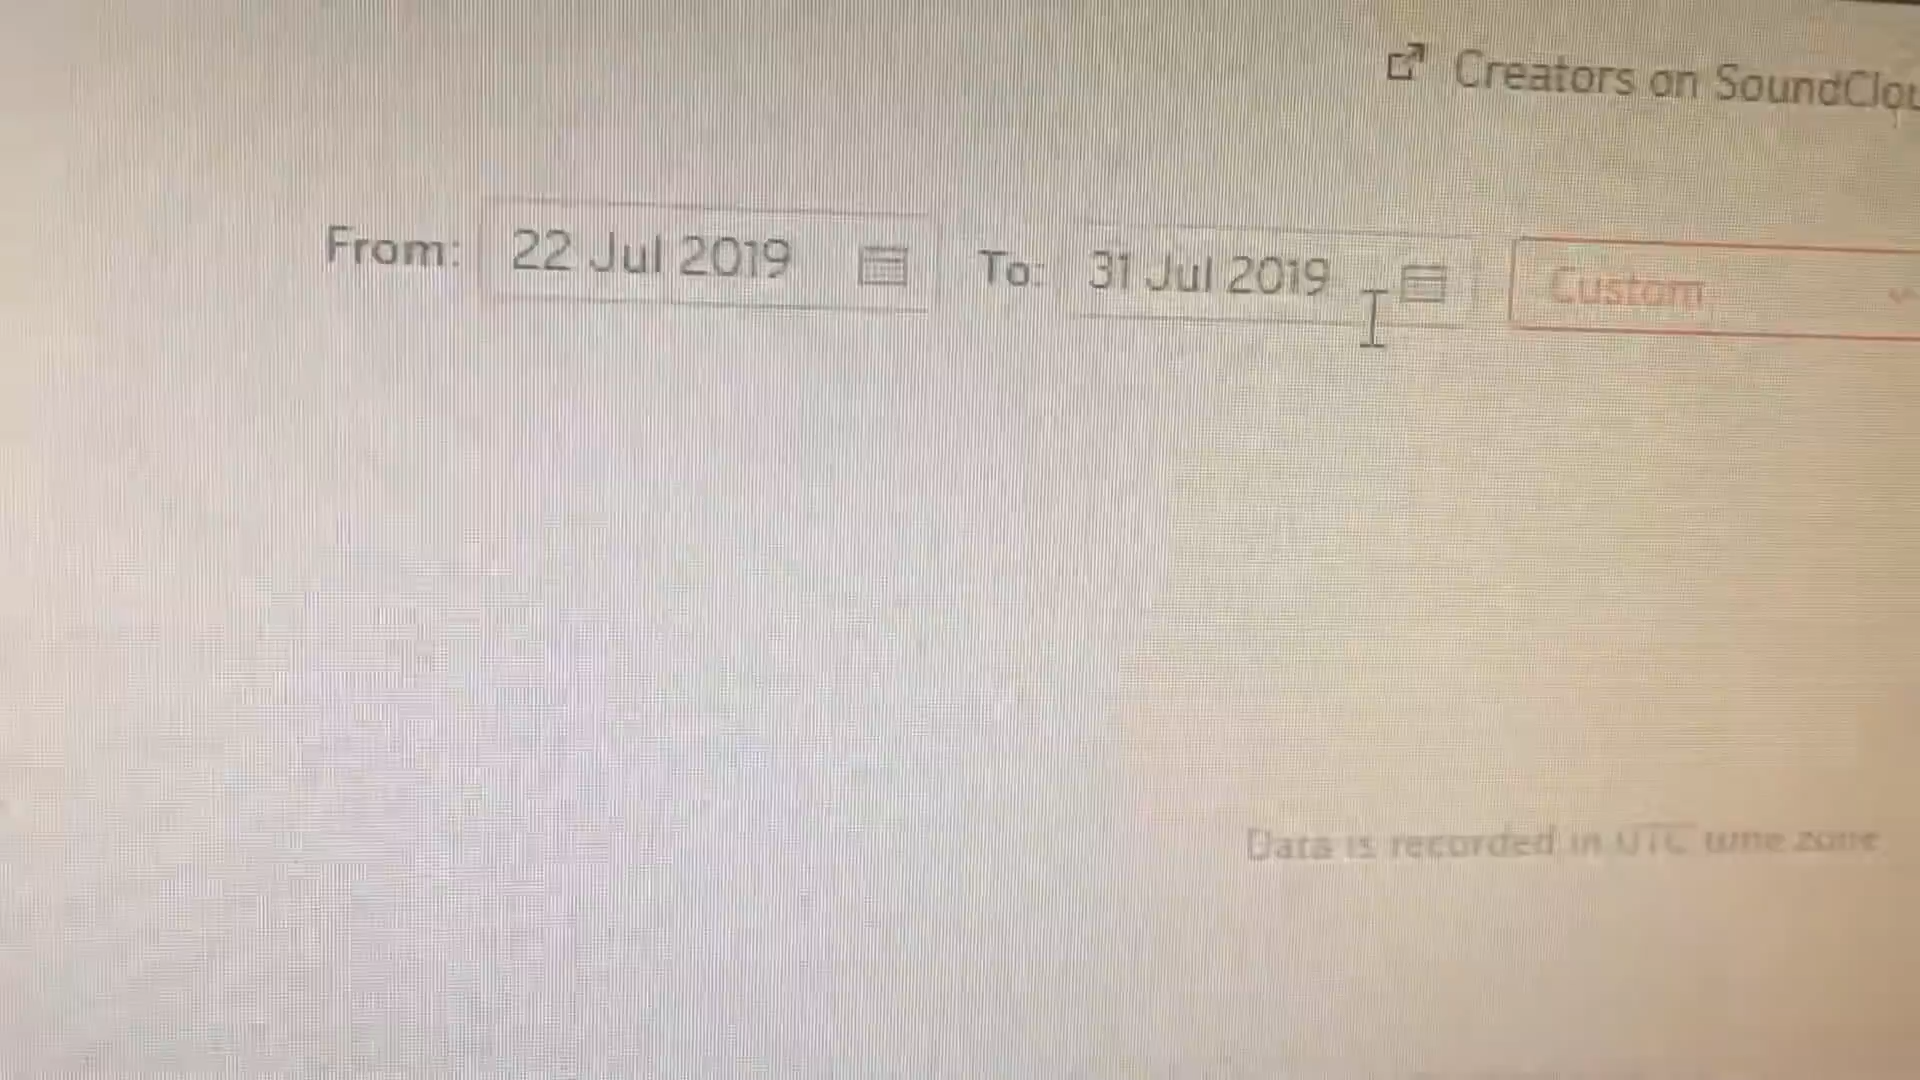 Creators on SoundClou
From: 22 Jul 2019 To: 31 Jul 2019 Custom
Data is recorded in UTC time zone